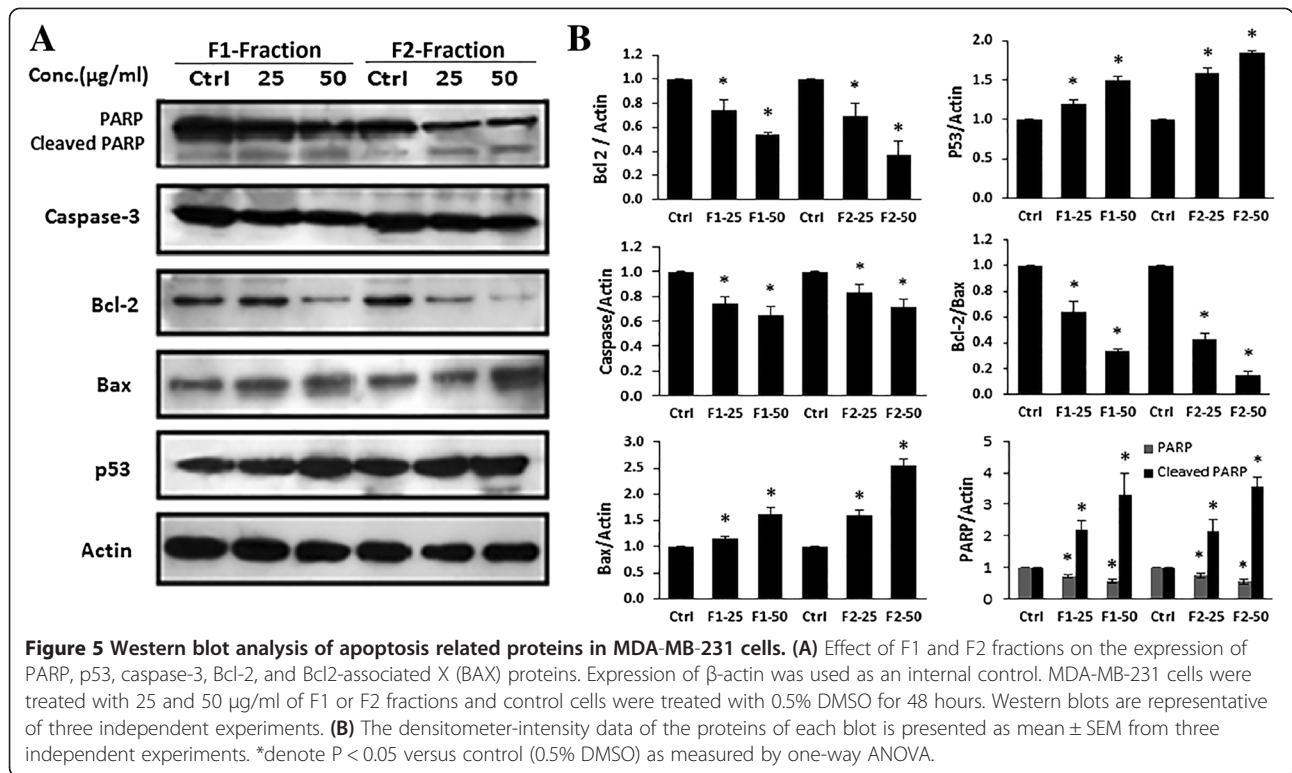 A
F1-Fraction F2-Fraction
Conc.(µg/ml) Ctrl 25 50 Ctrl 25 50
PARP
Cleaved PARP
Caspase-3
Bcl-2
Bax
p53
Actin
B
Bcl 2 / Actin
1.2
1.0
0.8
0.6
0.4
0.2
0.0
* * * *
Ctrl F1-25 F1-50 Ctrl F2-25 F2-50
P53/Actin
2.0
1.5
1.0
0.5
0.0
* * * *
Ctrl F1-25 F1-50 Ctrl F2-25 F2-50
Caspase/Actin
1.2
1.0
0.8
0.6
0.4
0.2
0.0
* * * *
Ctrl F1-25 F1-50 Ctrl F2-25 F2-50
Bcl-2/Bax
1.2
1.0
0.8
0.6
0.4
0.2
0.0
* * * *
Ctrl F1-25 F1-50 Ctrl F2-25 F2-50
Bax/Actin
3.0
2.5
2.0
1.5
1.0
0.5
0.0
* * * *
Ctrl F1-25 F1-50 Ctrl F2-25 F2-50
PARP/Actin
5
4
3
2
1
0
PARP
Cleaved PARP
* * * * * * * *
Ctrl F1-25 F1-50 Ctrl F2-25 F2-50
Figure 5 Western blot analysis of apoptosis related proteins in MDA-MB-231 cells. (A) Effect of F1 and F2 fractions on the expression of
PARP, p53, caspase-3, Bcl-2, and Bcl2-associated X (BAX) proteins. Expression of β-actin was used as an internal control. MDA-MB-231 cells were
treated with 25 and 50 µg/ml of F1 or F2 fractions and control cells were treated with 0.5% DMSO for 48 hours. Western blots are representative
of three independent experiments. (B) The densitometer-intensity data of the proteins of each blot is presented as mean ± SEM from three
independent experiments. *denote P < 0.05 versus control (0.5% DMSO) as measured by one-way ANOVA.